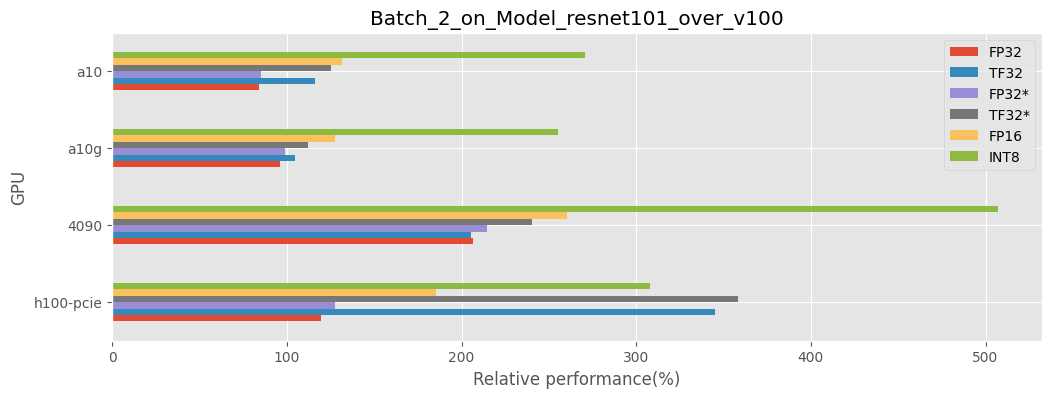 Batch_2_on_Model_resnet101_over_v100
FP32
TF32
FP32*
TF32*
FP16
INT8
GPU
a10
a10g
4090
h100-pcie
0 100 200 300 400 500
Relative performance(%)